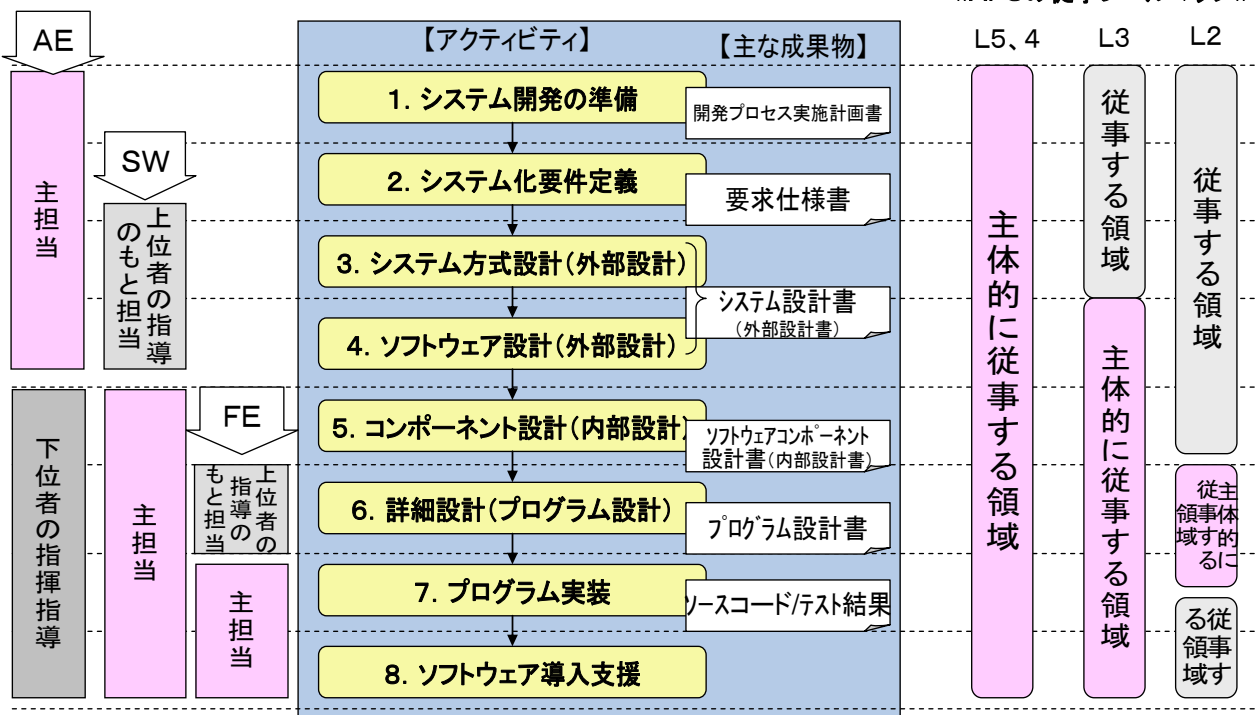 AE
【アクティビティ】
【主な成果物】
L5、4
L3
L2
1. システム開発の準備
開発プロセス実施計画書
SW
2. システム化要件定義
要求仕様書
3. システム方式設計(外部設計)
システム設計書
(外部設計書)
4. ソフトウェア設計(外部設計)
FE
5. コンポーネント設計(内部設計)
ソフトウェアコンポーネント
設計書(内部設計書)
6. 詳細設計(プログラム設計)
プログラム設計書
7. プログラム実装
ソースコード/テスト結果
8. ソフトウェア導入支援
主担当
上位者の指導
のもと担当
下位者の指揮指導
主担当
上位者の
指導の
もと担当
主担当
主体的に従事する領域
従事する領域
主体的に従事する領域
従事する領域
主体的に
従事する
領域
従事す
る領域